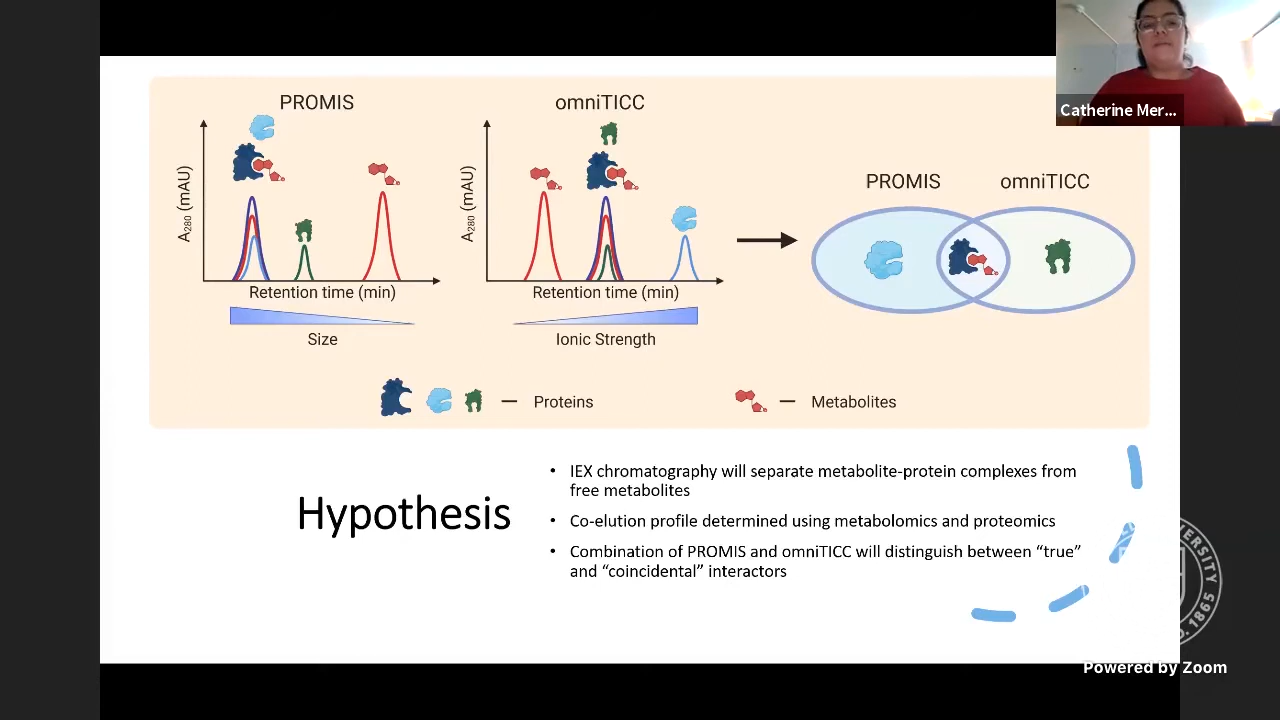 PROMIS
omniTICC
A280 (mAU)
A280 (mAU)
Retention time (min)
Retention time (min)
Size
Ionic Strength
PROMIS
omniTICC
Proteins
Metabolites
Hypothesis
• IEX chromatography will separate metabolite-protein complexes from
free metabolites
• Co-elution profile determined using metabolomics and proteomics
• Combination of PROMIS and omniTICC will distinguish between “true”
and “coincidental” interactors
Catherine Mer...
1865
Powered by Zoom